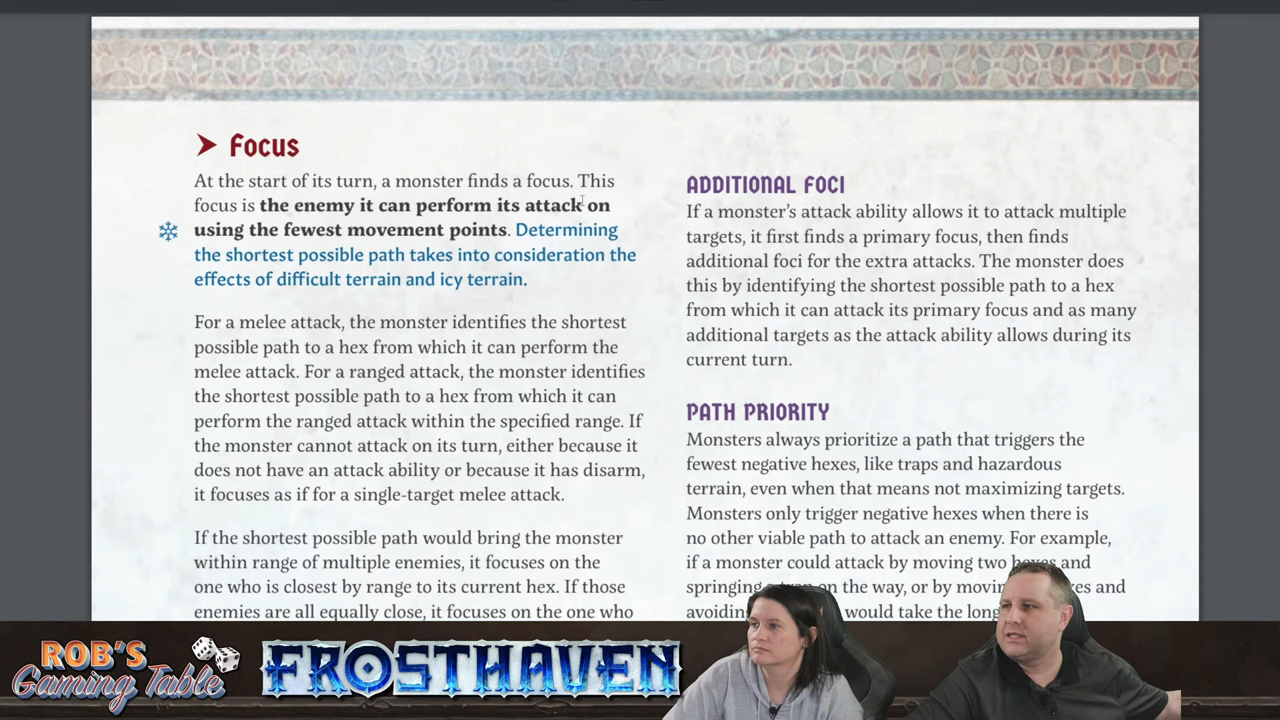 Focus
At the start of its turn, a monster finds a focus. This
focus is the enemy it can perform its attack on
using the fewest movement points. Determining
the shortest possible path takes into consideration the
effects of difficult terrain and icy terrain.
For a melee attack, the monster identifies the shortest
possible path to a hex from which it can perform the
melee attack. For a ranged attack, the monster identifies
the shortest possible path to a hex from which it can
perform the ranged attack within the specified range. If
the monster cannot attack on its turn, either because it
does not have an attack ability or because it has disarm,
it focuses as if for a single-target melee attack.
If the shortest possible path would bring the monster
within range of multiple enemies, it focuses on the
one who is closest by range to its current hex. If those
enemies are all equally close, it focuses on the one who
ADDITIONAL FOCI
If a monster's attack ability allows it to attack multiple
targets, it first finds a primary focus, then finds
additional foci for the extra attacks. The monster does
this by identifying the shortest possible path to a hex
from which it can attack its primary focus and as many
additional targets as the attack ability allows during its
current turn.
PATH PRIORITY
Monsters always prioritize a path that triggers the
fewest negative hexes, like traps and hazardous
terrain, even when that means not maximizing targets.
Monsters only trigger negative hexes when there is
no other viable path to attack an enemy. For example,
if a monster could attack by moving two hexes and
springing a trap on the way, or by
avoiding would take the
ROB'S
Gaming Table
FROSTHAVEN